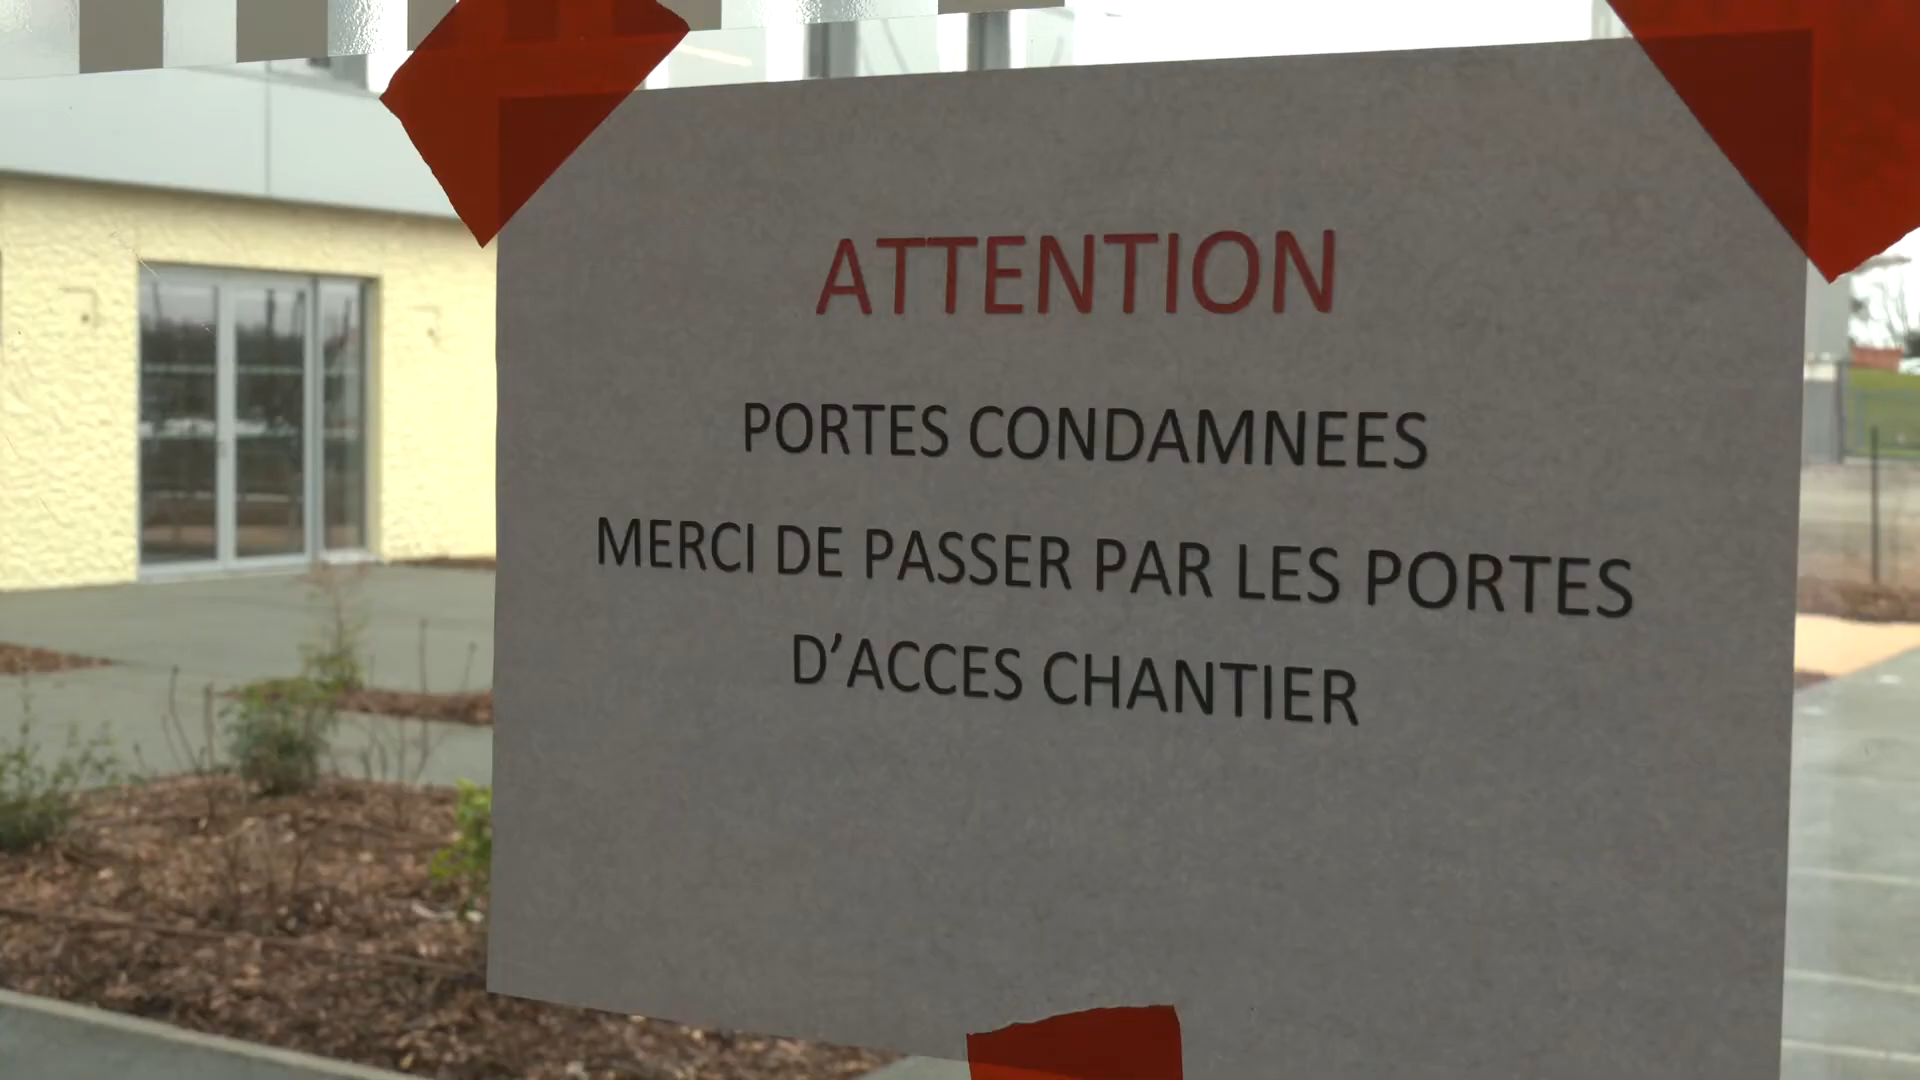 ATTENTION
PORTES CONDAMNEES
MERCI DE PASSER PAR LES PORTES
D’ACCES CHANTIER